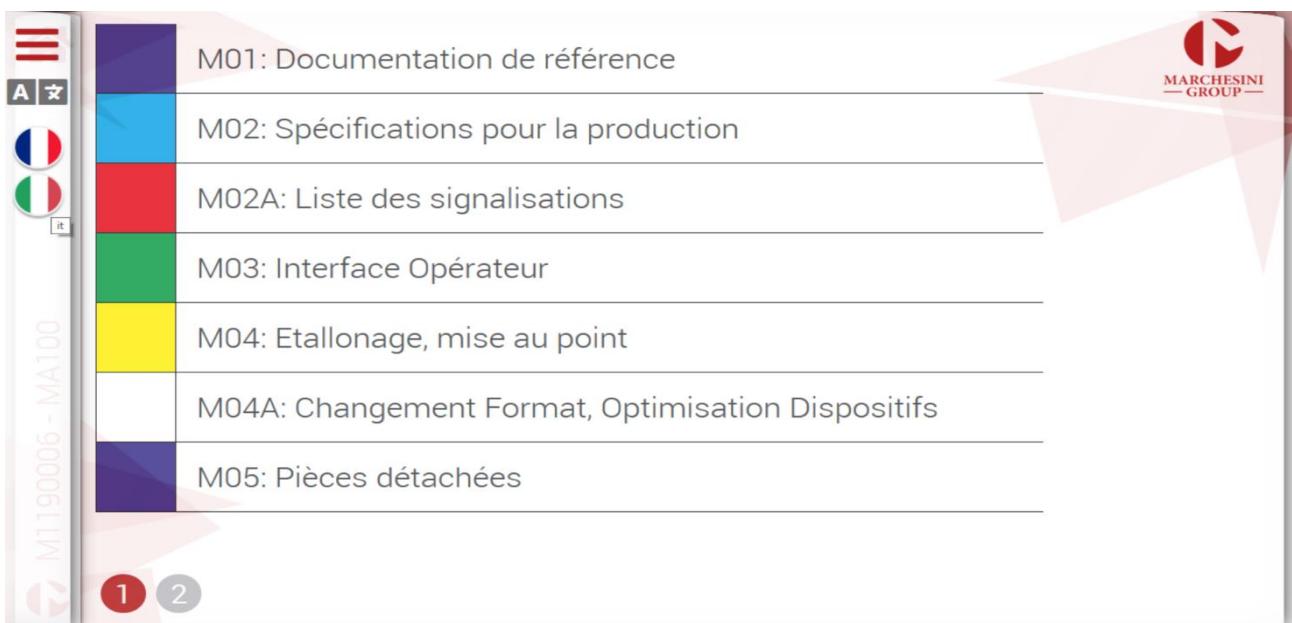 M01: Documentation de référence
MARCHESINI
GROUP
A 文
M02: Spécifications pour la production
M02A: Liste des signalisations
it
M03: Interface Opérateur
M04: Etallonage, mise au point
M04A: Changement Format, Optimisation Dispositifs
M05: Pièces détachées
M1190006 - MA100
1 2